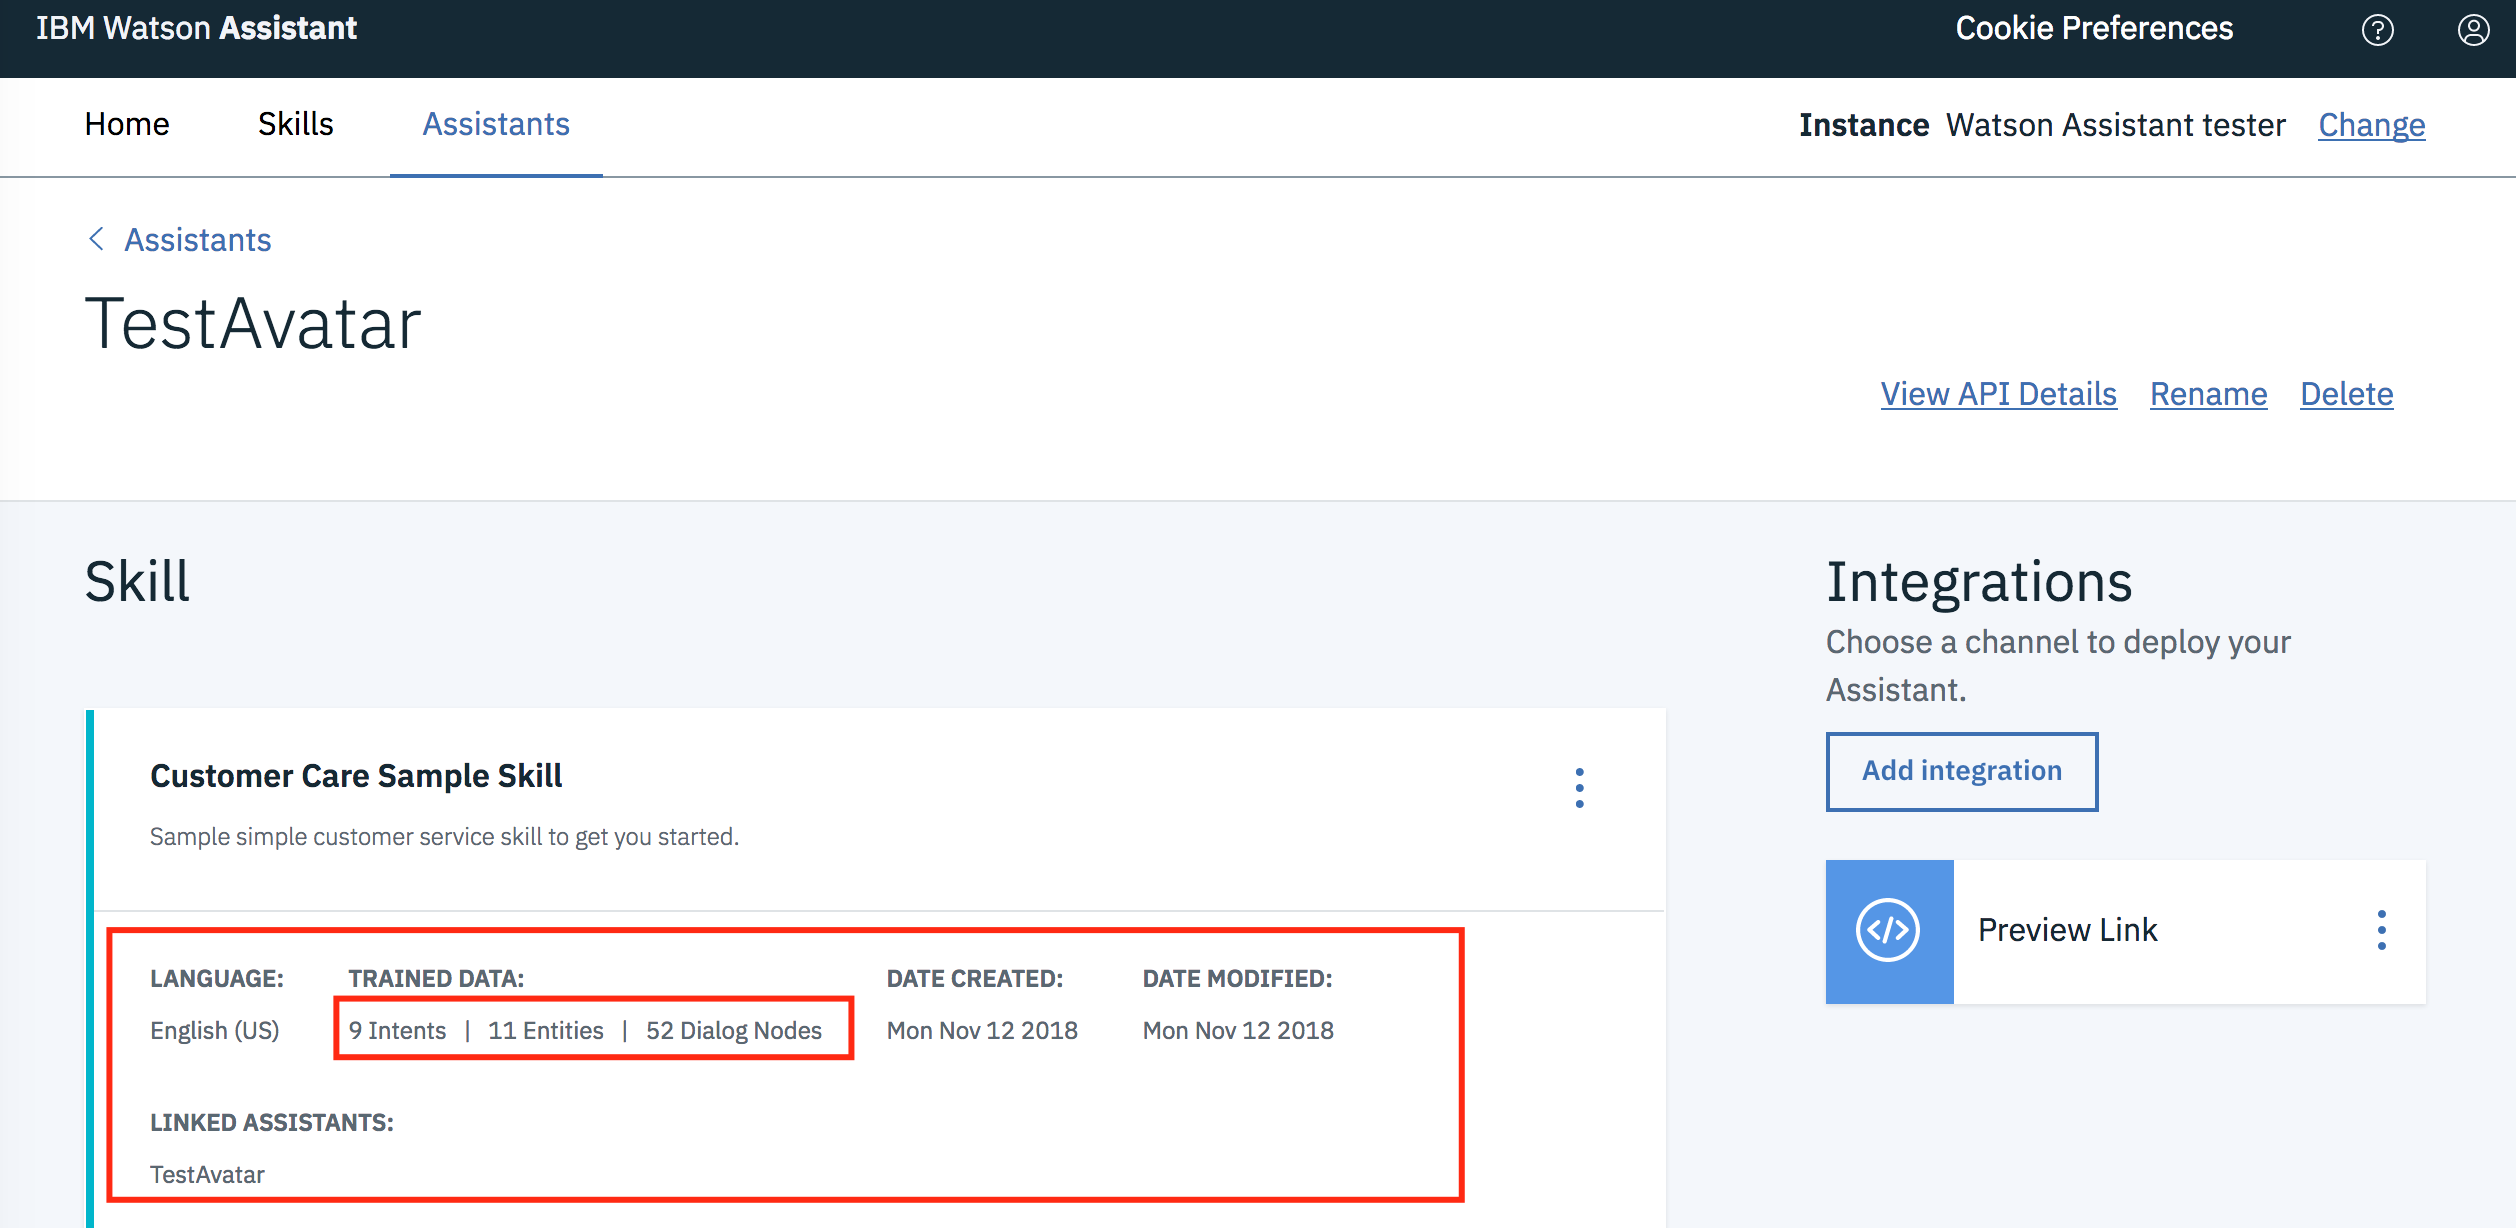 IBM Watson Assistant
Cookie Preferences
Home Skills Assistants
Instance Watson Assistant tester Change
Assistants
TestAvatar
View API Details Rename Delete
Skill
Customer Care Sample Skill
Sample simple customer service skill to get you started.
LANGUAGE: TRAINED DATA: DATE CREATED: DATE MODIFIED:
English (US) 9 Intents | 11 Entities | 52 Dialog Nodes Mon Nov 12 2018 Mon Nov 12 2018
LINKED ASSISTANTS:
TestAvatar
Integrations
Choose a channel to deploy your
Assistant.
Add integration
Preview Link